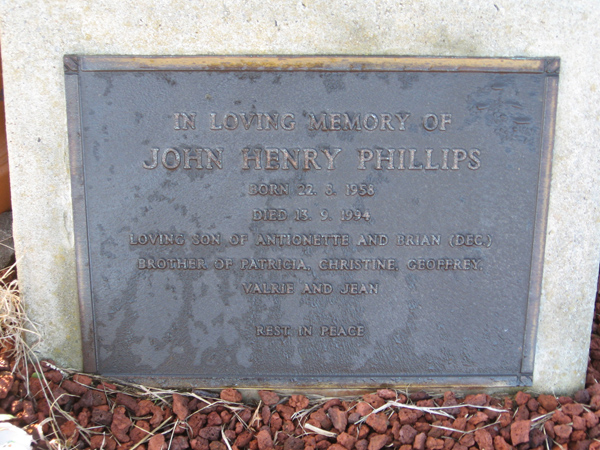 IN LOVING MEMORY OF
JOHN HENRY PHILLIPS
BORN 22. 3. 1958
DIED 13. 9. 1994
LOVING SON OF ANTIONETTE AND BRIAN (DEC.)
BROTHER OF PATRICIA, CHRISTINE, GEOFFREY,
VALRIE AND JEAN
REST IN PEACE